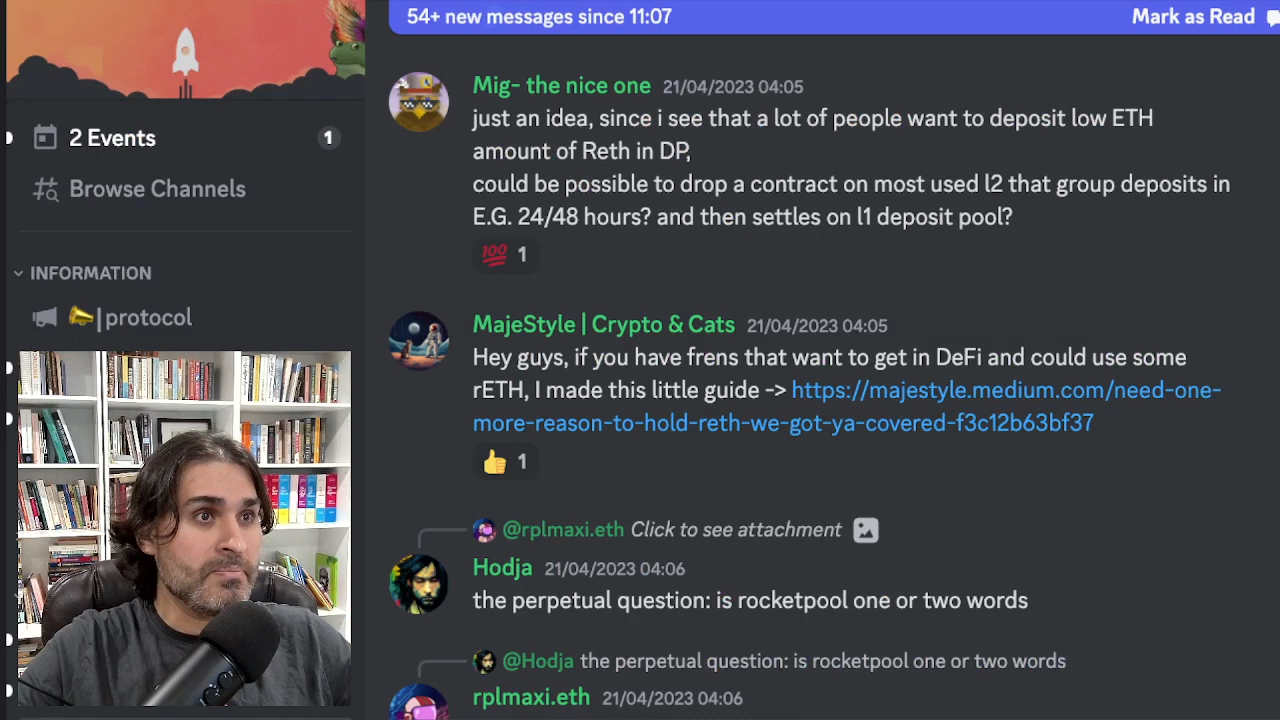 54+ new messages since 11:07
Mark as Read
2 Events
1
Browse Channels
INFORMATION
|protocol
Mig- the nice one 21/04/2023 04:05
just an idea, since i see that a lot of people want to deposit low ETH
amount of Reth in DP,
could be possible to drop a contract on most used l2 that group deposits in
E.G. 24/48 hours? and then settles on l1 deposit pool?
100 1
MajeStyle | Crypto & Cats 21/04/2023 04:05
Hey guys, if you have frens that want to get in DeFi and could use some
rETH, I made this little guide -> https://majestyle.medium.com/need-one-
more-reason-to-hold-reth-we-got-ya-covered-f3c12b63bf37
1
@rplmaxi.eth Click to see attachment
Hodja 21/04/2023 04:06
the perpetual question: is rocketpool one or two words
@Hodja the perpetual question: is rocketpool one or two words
rplmaxi.eth 21/04/2023 04:06